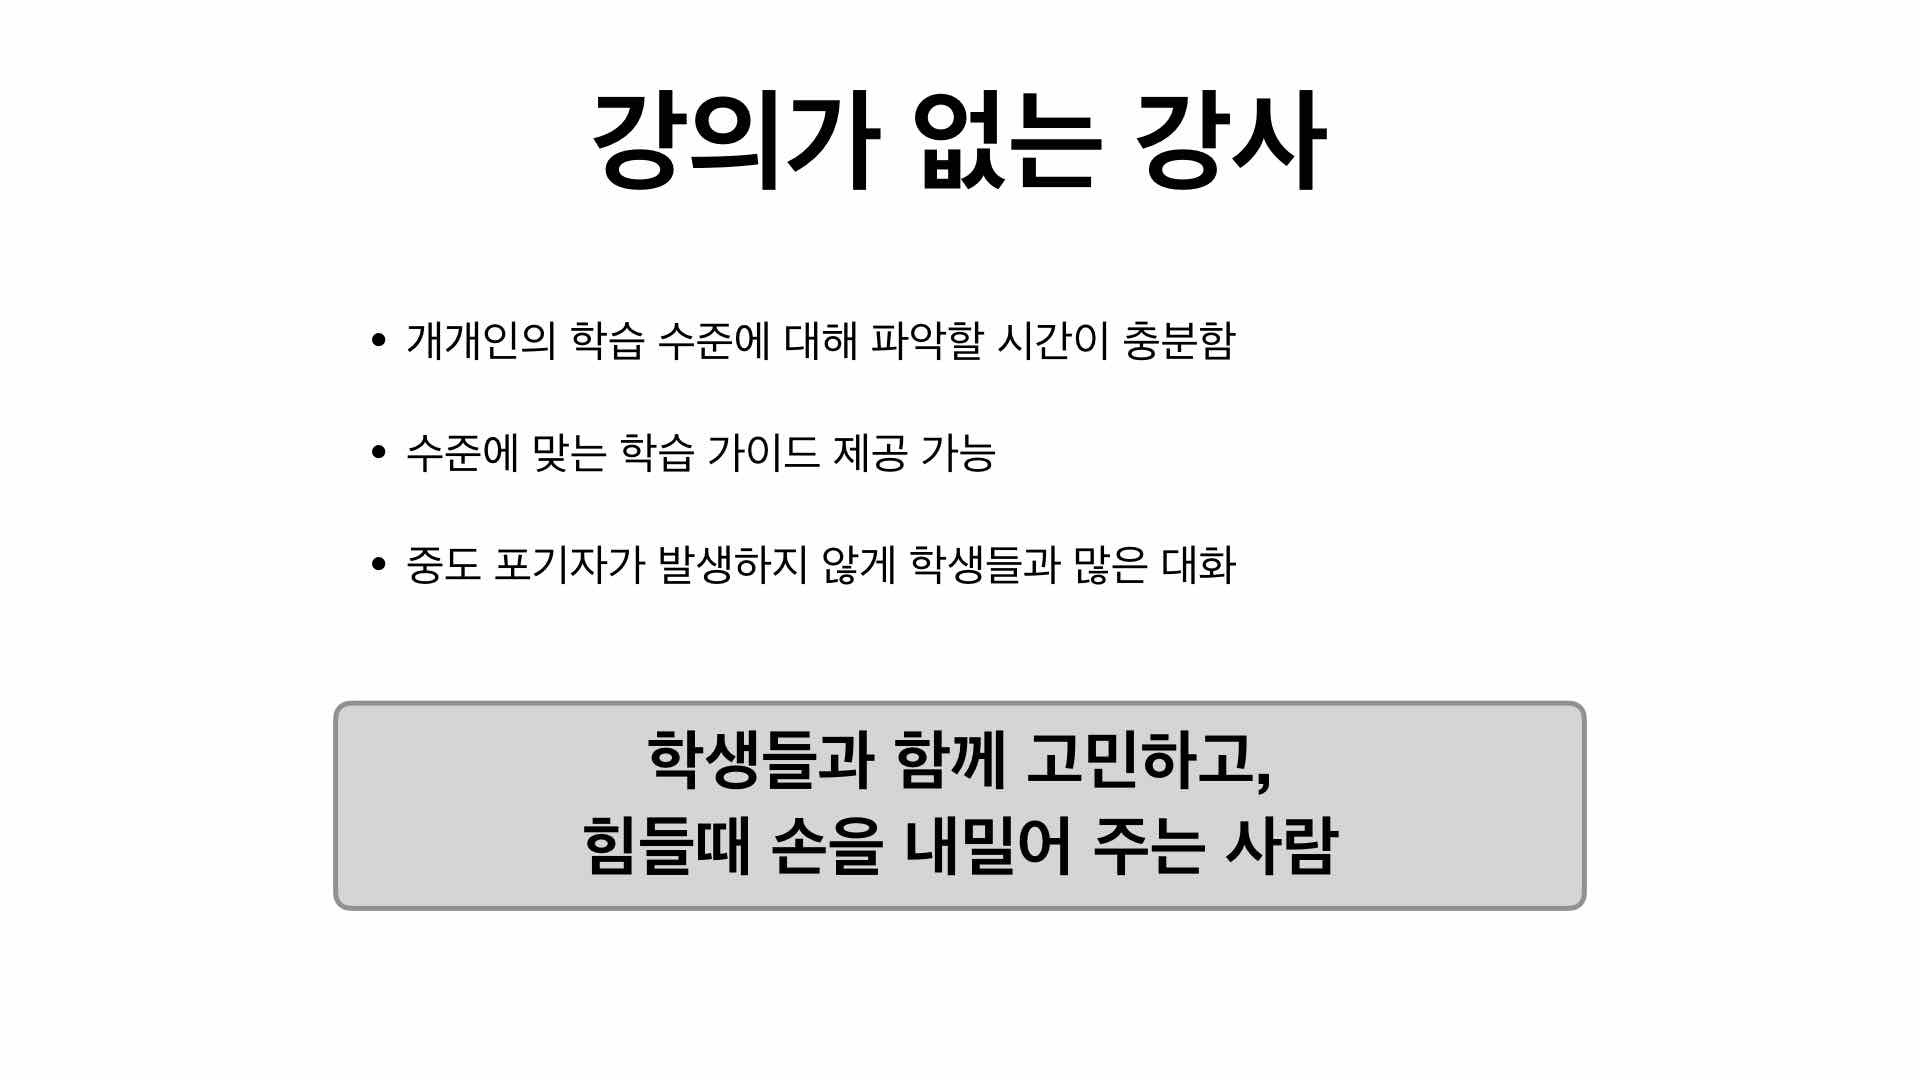 강의가 없는 강사
• 개개인의 학습 수준에 대해 파악할 시간이 충분함
• 수준에 맞는 학습 가이드 제공 가능
• 중도 포기자가 발생하지 않게 학생들과 많은 대화
학생들과 함께 고민하고,
힘들때 손을 내밀어 주는 사람